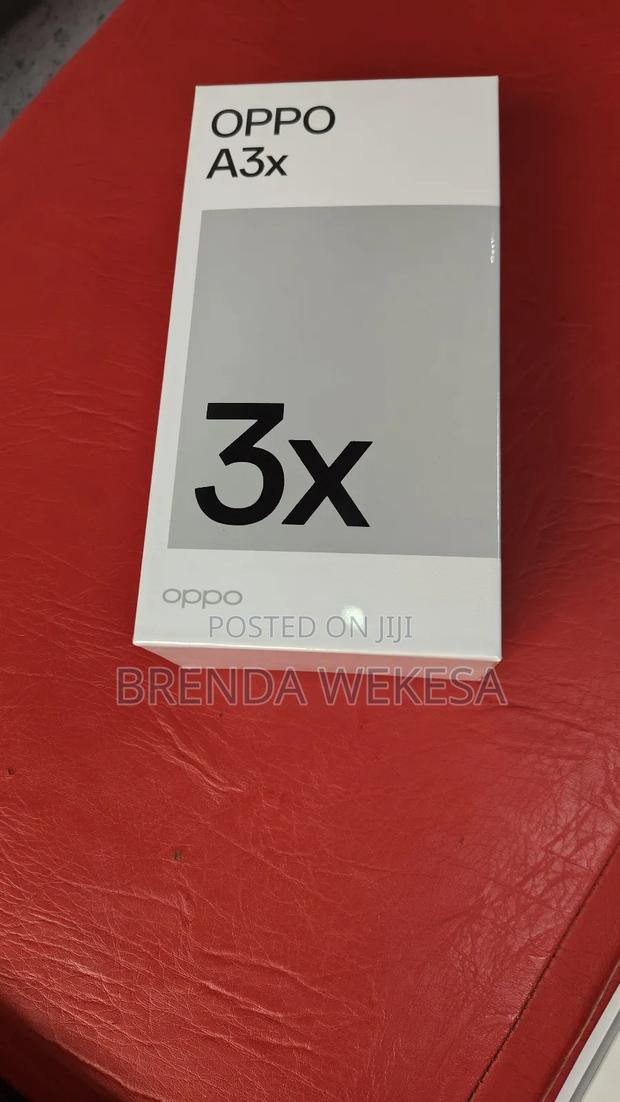 OPPO
A3x
3x
oppo
POSTED ON JIJI
BRENDA WEKESA